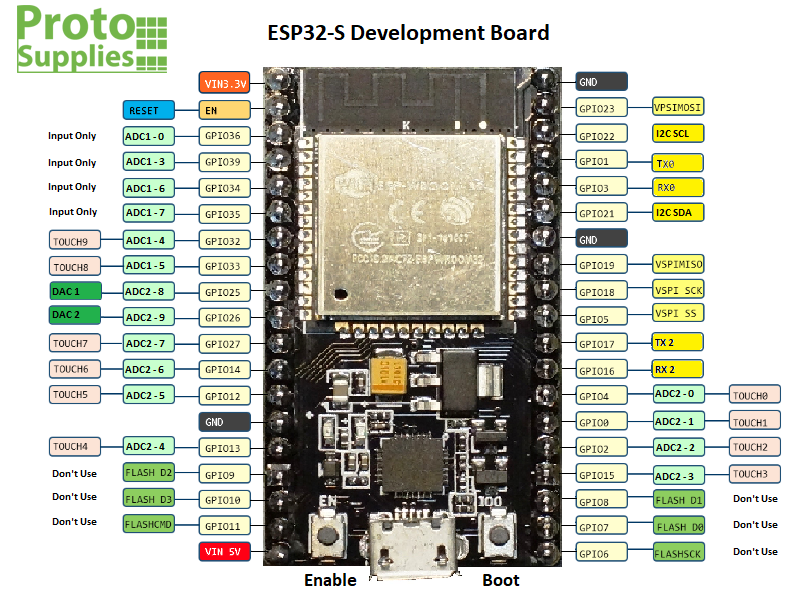 Proto
Supplies
ESP32-S Development Board
VIN3.3V
GND
RESET EN
GPIO23 VPSIMOSI
Input Only ADC1 - 0 GPIO36
GPIO22 I2C SCL
Input Only ADC1 - 3 GPIO39
GPIO1 TX0
Input Only ADC1 - 6 GPIO34
GPIO3 RX0
Input Only ADC1 - 7 GPIO35
GPIO21 I2C SDA
TOUCH9 ADC1 - 4 GPIO32
GND
TOUCH8 ADC1 - 5 GPIO33
GPIO19 VSPIMISO
DAC 1 ADC2 - 8 GPIO25
GPIO18 VSPI SCK
DAC 2 ADC2 - 9 GPIO26
GPIO5 VSPI SS
TOUCH7 ADC2 - 7 GPIO27
GPIO17 TX 2
TOUCH6 ADC2 - 6 GPIO14
GPIO16 RX 2
TOUCH5 ADC2 - 5 GPIO12
GPIO4 ADC2 - 0 TOUCH0
GND
GPIO0 ADC2 - 1 TOUCH1
TOUCH4 ADC2 - 4 GPIO13
GPIO2 ADC2 - 2 TOUCH2
Don't Use FLASH D2 GPIO9
GPIO15 ADC2 - 3 TOUCH3
Don't Use FLASH D3 GPIO10
GPIO8 FLASH D1 Don't Use
Don't Use FLASHCMD GPIO11
GPIO7 FLASH D0 Don't Use
VIN 5V
GPIO6 FLASHSCK Don't Use
K
CE
EN
IO0
Enable
Boot